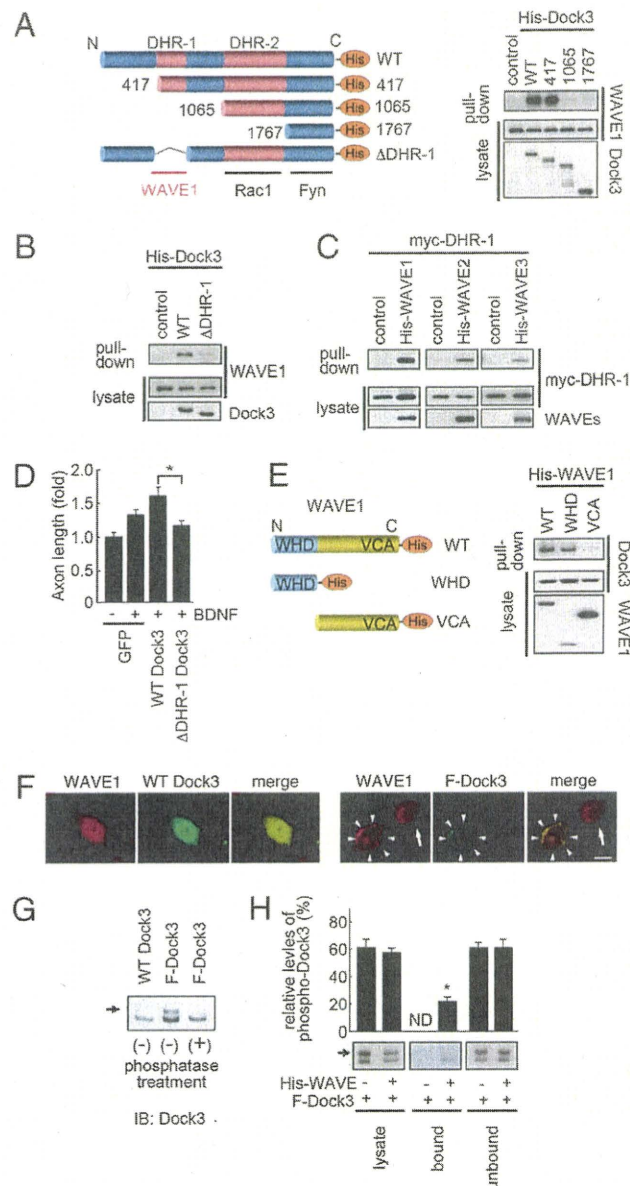 A
N DHR-1 DHR-2 C
His WT
417 His 417
1065 His 1065
1767 His 1767
His ΔDHR-1
WAVE1 Rac1 Fyn
His-Dock3
control WT 417 1065 1767
pull-down
lysate
WAVE1
Dock3
B
His-Dock3
control WT ΔDHR-1
pull-down
lysate
WAVE1
Dock3
C
myc-DHR-1
control His-WAVE1 control His-WAVE2 control His-WAVE3
pull-down
lysate
myc-DHR-1
WAVEs
D
Axon length (fold)
2.0
1.5
1.0
0
*
- + + + BDNF
GFP
WT Dock3
ΔDHR-1 Dock3
E
WAVE1
N C
WHD VCA His WT
WHD His WHD
VCA His VCA
His-WAVE1
WT WHD VCA
pull-down
lysate
Dock3
WAVE1
F
WAVE1 WT Dock3 merge WAVE1 F-Dock3 merge
G
WT Dock3 F-Dock3 F-Dock3
(-) (-) (+)
phosphatase
treatment
IB: Dock3
H
relative levles of
phospho-Dock3 (%)
80
60
40
20
0
ND
*
His-WAVE - + - + - +
F-Dock3 + + + + + +
lysate bound unbound